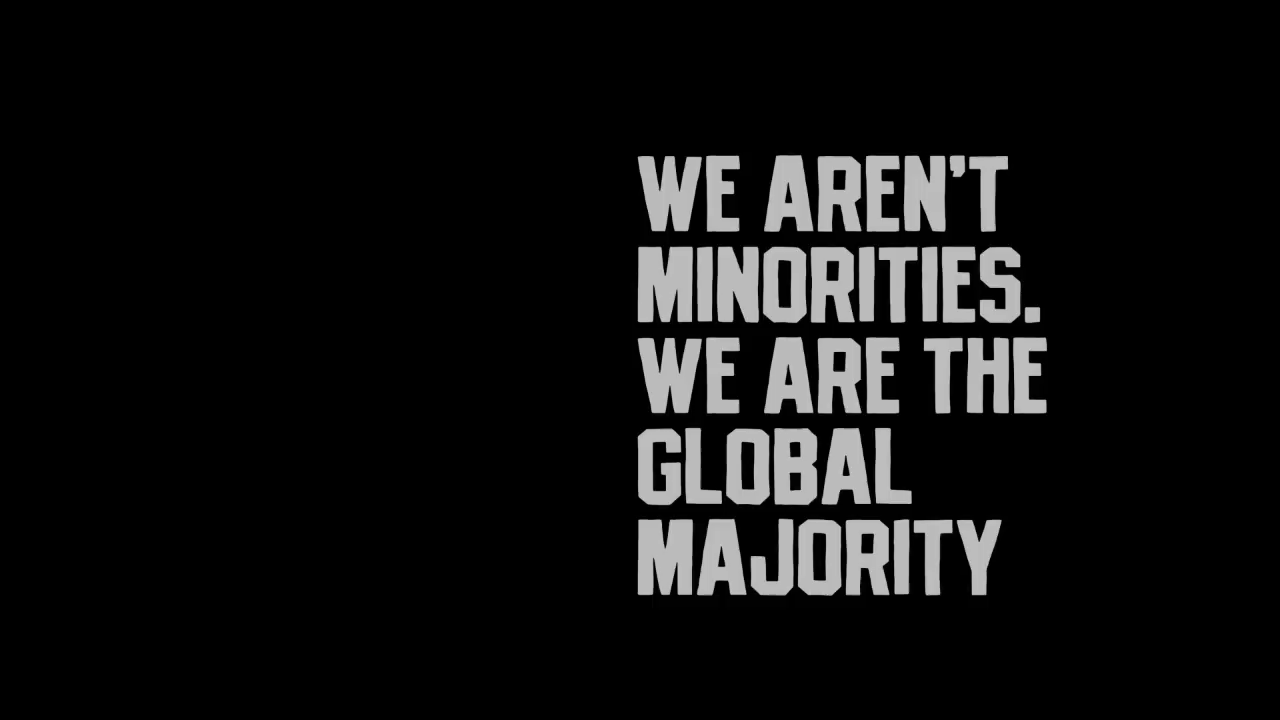 WE AREN'T
MINORITIES.
WE ARE THE
GLOBAL
MAJORITY